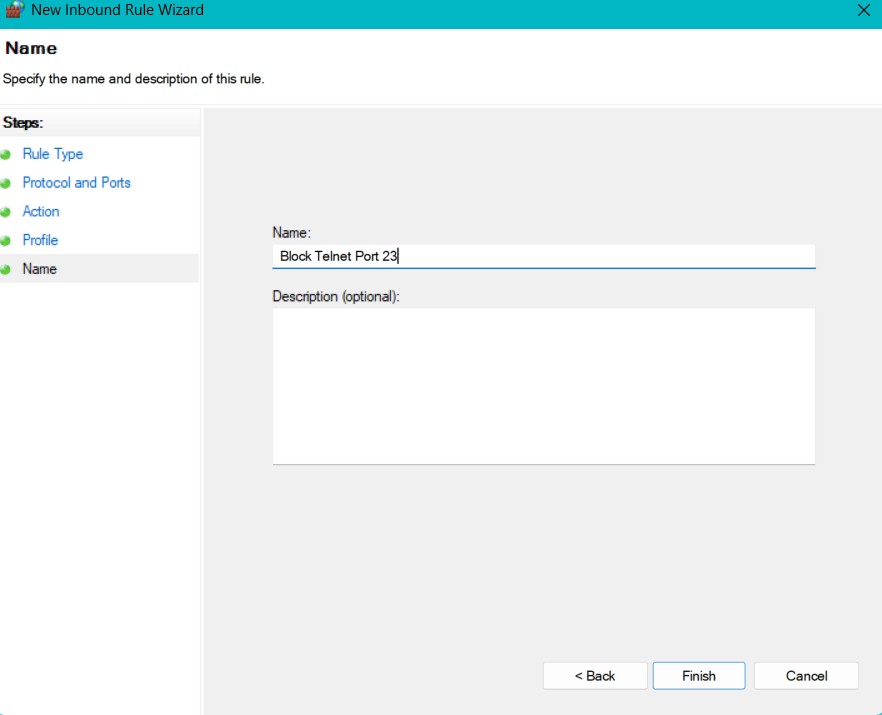 New Inbound Rule Wizard
Name
Specify the name and description of this rule.
Steps:
Rule Type
Protocol and Ports
Action
Profile
Name
Name:
Block Telnet Port 23
Description (optional):
< Back
Finish
Cancel